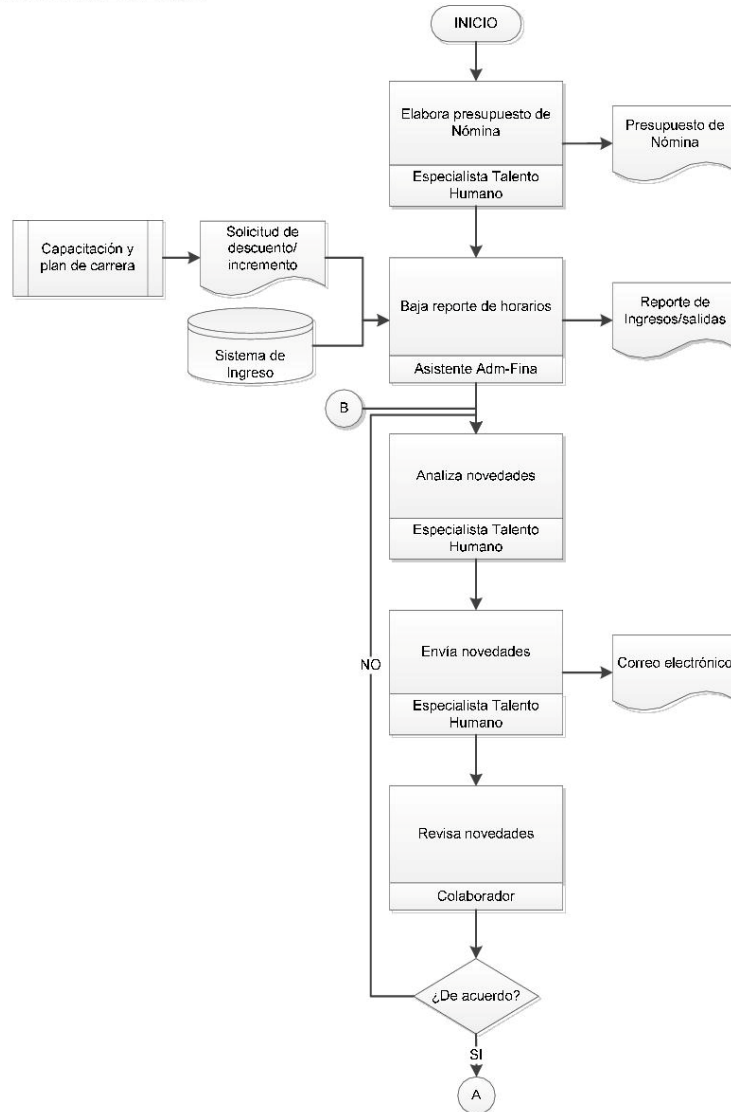 INICIO
Elabora presupuesto de
Nómina
Especialista Talento
Humano
Presupuesto de
Nómina
Capacitación y
plan de carrera
Solicitud de
descuento/
incremento
Sistema de
Ingreso
Baja reporte de horarios
Asistente Adm-Fina
Reporte de
Ingresos/salidas
B
Analiza novedades
Especialista Talento
Humano
Envía novedades
Especialista Talento
Humano
Correo electrónico
NO
Revisa novedades
Colaborador
¿De acuerdo?
SI
A